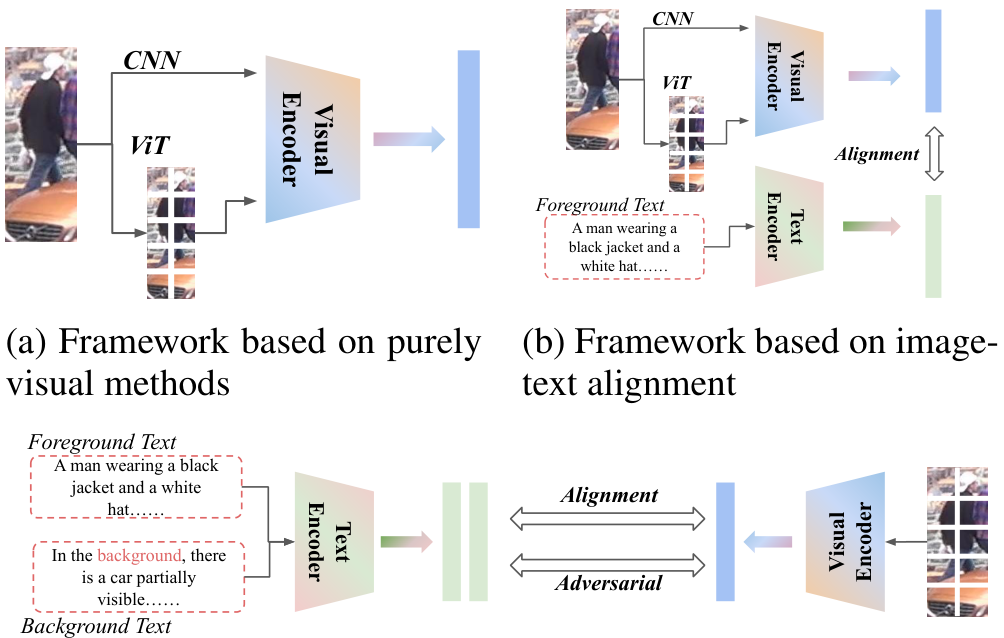 CNN
ViT
Visual
Encoder
(a) Framework based on purely
visual methods
CNN
ViT
Visual
Encoder
Alignment
Foreground Text
A man wearing a
black jacket and a
white hat……
Text
Encoder
(b) Framework based on image-
text alignment
Foreground Text
A man wearing a black
jacket and a white
hat……
In the background, there
is a car partially
visible……
Background Text
Text
Encoder
Alignment
Adversarial
Visual
Encoder